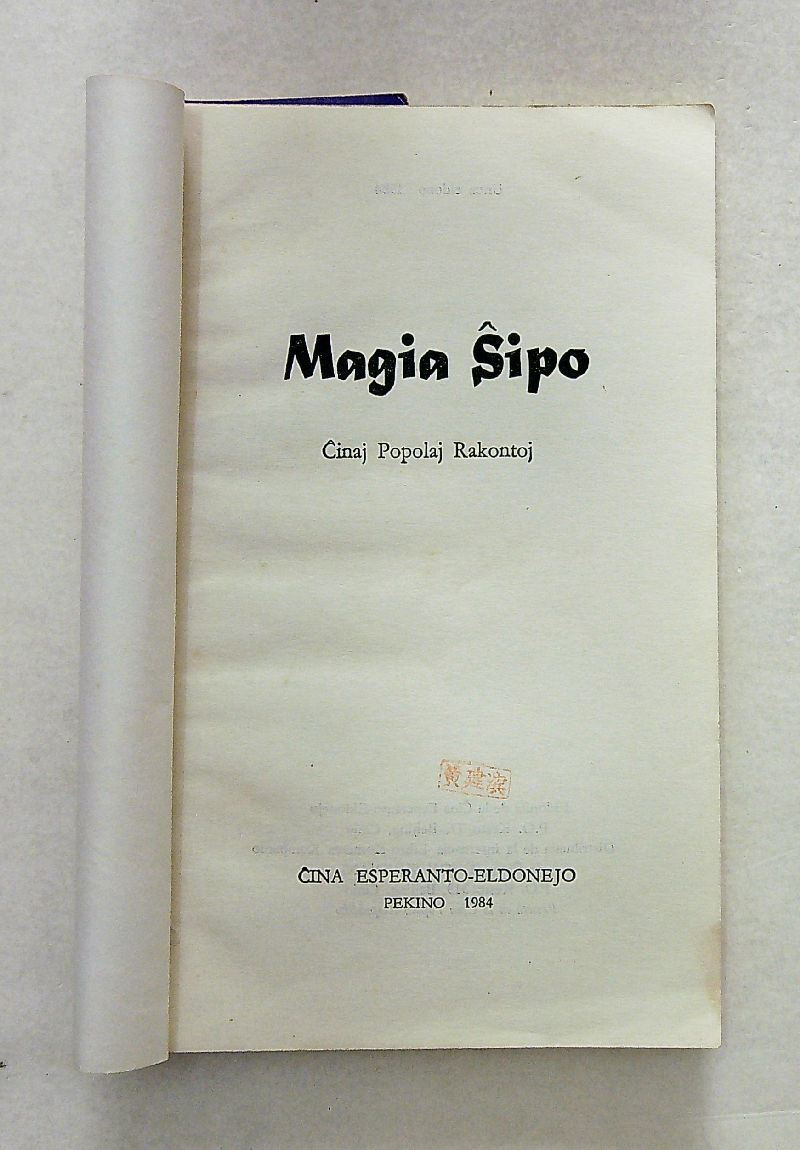 Magia Ŝipo
Ĉinaj Popolaj Rakontoj
黄建滨
ĈINA ESPERANTO-ELDONEJO
PEKINO 1984